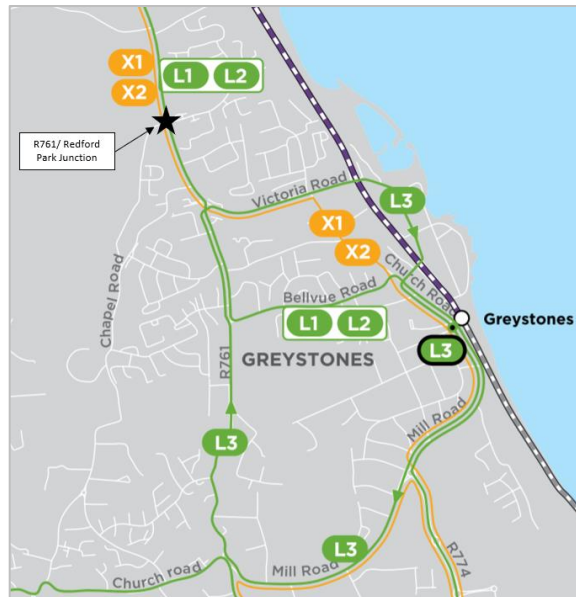 X1
L1 L2
X2
R761/ Redford
Park Junction
Victoria Road
L3
X1
X2
Chapel Road
Church Road
Bellvue Road
L1 L2
Greystones
L3
R761
GREYSTONES
Mill Road
L3
L3
Mill Road
R774
Church road